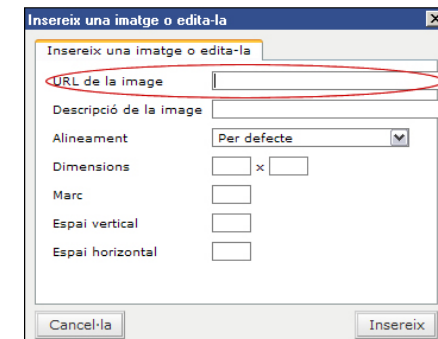 Insereix una imatge o edita-la
Insereix una imatge o edita-la
URL de la image
Descripció de la image
Alineament Per defecte
Dimensions x
Marc
Espai vertical
Espai horitzontal
Cancel·la Insereix